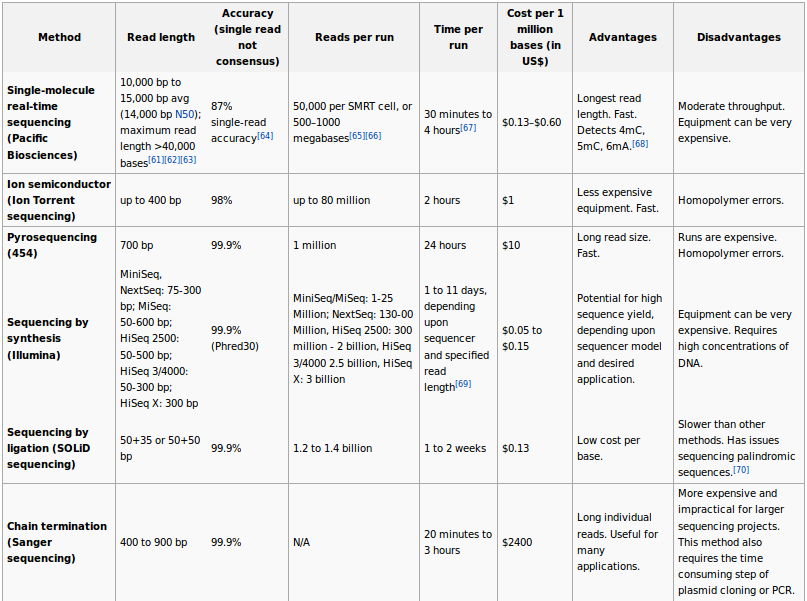 Method
Read length
Accuracy
(single read
not
consensus)
Reads per run
Time per
run
Cost per 1
million
bases (in
US$)
Advantages
Disadvantages
Single-molecule
real-time
sequencing
(Pacific
Biosciences)
10,000 bp to
15,000 bp avg
(14,000 bp N50);
maximum read
length >40,000
bases[61][62][63]
87%
single-read
accuracy[64]
50,000 per SMRT cell, or
500–1000
megabases[65][66]
30 minutes to
4 hours[67]
$0.13–$0.60
Longest read
length. Fast.
Detects 4mC,
5mC, 6mA.[68]
Moderate throughput.
Equipment can be very
expensive.
Ion semiconductor
(Ion Torrent
sequencing)
up to 400 bp
98%
up to 80 million
2 hours
$1
Less expensive
equipment. Fast.
Homopolymer errors.
Pyrosequencing
(454)
700 bp
99.9%
1 million
24 hours
$10
Long read size.
Fast.
Runs are expensive.
Homopolymer errors.
Sequencing by
synthesis
(Illumina)
MiniSeq,
NextSeq: 75-300
bp; MiSeq:
50-600 bp;
HiSeq 2500:
50-500 bp;
HiSeq 3/4000:
50-300 bp;
HiSeq X: 300 bp
99.9%
(Phred30)
MiniSeq/MiSeq: 1-25
Million; NextSeq: 130-00
Million, HiSeq 2500: 300
million - 2 billion, HiSeq
3/4000 2.5 billion, HiSeq
X: 3 billion
1 to 11 days,
depending
upon
sequencer
and specified
read
length[69]
$0.05 to
$0.15
Potential for high
sequence yield,
depending upon
sequencer model
and desired
application.
Equipment can be very
expensive. Requires
high concentrations of
DNA.
Sequencing by
ligation (SOLiD
sequencing)
50+35 or 50+50
bp
99.9%
1.2 to 1.4 billion
1 to 2 weeks
$0.13
Low cost per
base.
Slower than other
methods. Has issues
sequencing palindromic
sequences.[70]
Chain termination
(Sanger
sequencing)
400 to 900 bp
99.9%
N/A
20 minutes to
3 hours
$2400
Long individual
reads. Useful for
many
applications.
More expensive and
impractical for larger
sequencing projects.
This method also
requires the time
consuming step of
plasmid cloning or PCR.